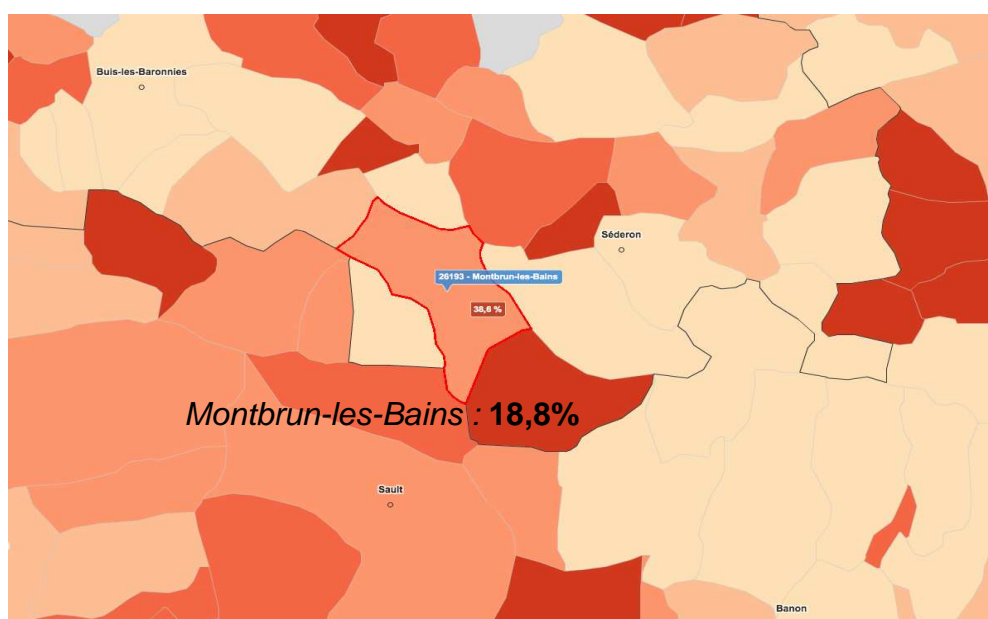 Buis-les-Baronnies
Séderon
26193 - Montbrun-les-Bains
38,6 %
Montbrun-les-Bains : 18,8%
Sault
Banon